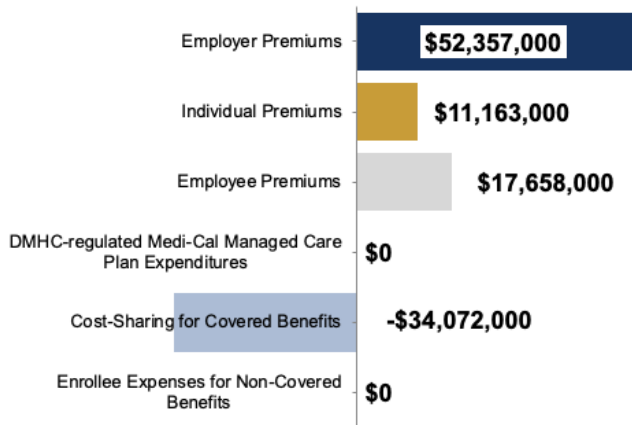 Employer Premiums
$52,357,000
Individual Premiums
$11,163,000
Employee Premiums
$17,658,000
DMHC-regulated Medi-Cal Managed Care
Plan Expenditures
$0
Cost-Sharing for Covered Benefits
-$34,072,000
Enrollee Expenses for Non-Covered
Benefits
$0